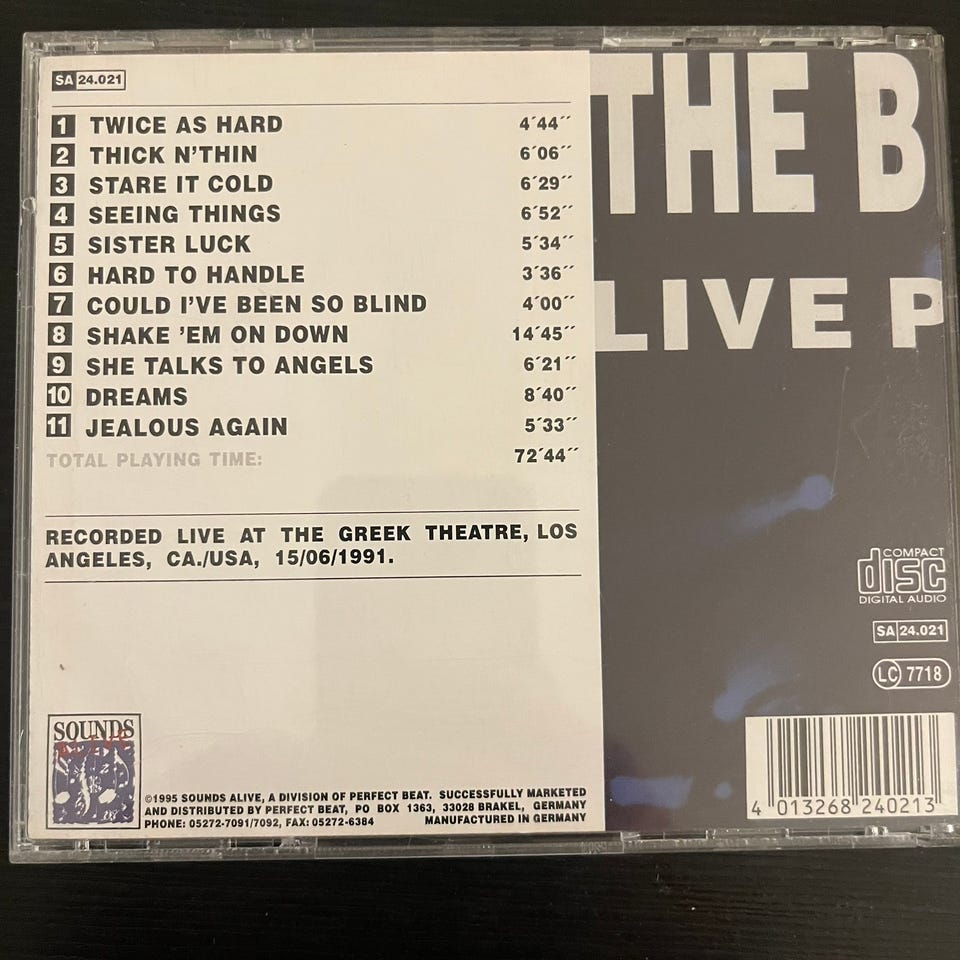 SA 24.021
1 TWICE AS HARD 4´44´´
2 THICK N'THIN 6´06´´
3 STARE IT COLD 6´29´´
4 SEEING THINGS 6´52´´
5 SISTER LUCK 5´34´´
6 HARD TO HANDLE 3´36´´
7 COULD I'VE BEEN SO BLIND 4´00´´
8 SHAKE 'EM ON DOWN 14´45´´
9 SHE TALKS TO ANGELS 6´21´´
10 DREAMS 8´40´´
11 JEALOUS AGAIN 5´33´´
TOTAL PLAYING TIME: 72´44´´
RECORDED LIVE AT THE GREEK THEATRE, LOS
ANGELES, CA./USA, 15/06/1991.
SOUNDS
ALIVE
©1995 SOUNDS ALIVE, A DIVISION OF PERFECT BEAT. SUCCESSFULLY MARKETED
AND DISTRIBUTED BY PERFECT BEAT, PO BOX 1363, 33028 BRAKEL, GERMANY
PHONE: 05272-7091/7092, FAX: 05272-6384 MANUFACTURED IN GERMANY
THE B
LIVE P
COMPACT
disc
DIGITAL AUDIO
SA 24.021
LC 7718
4 013268 240213